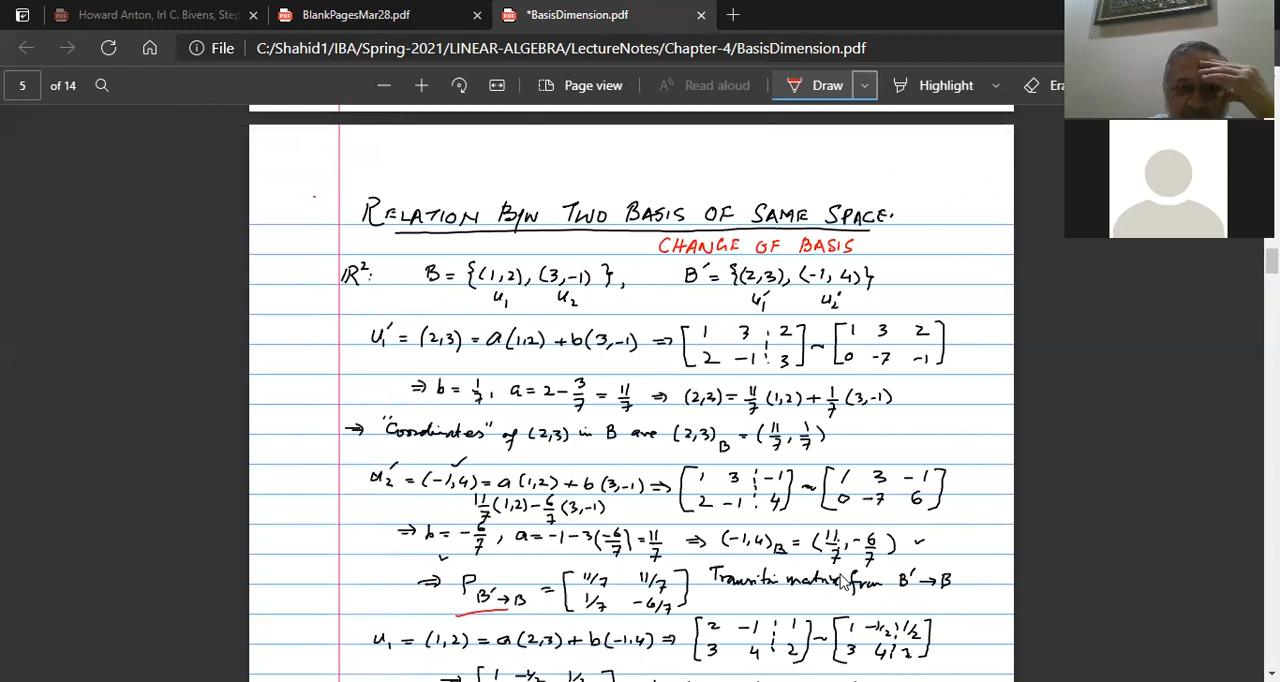 Howard Anton, Irl C. Bivens, Step
BlankPagesMar28.pdf
*BasisDimension.pdf
File
C:/Shahid1/IBA/Spring-2021/LINEAR-ALGEBRA/LectureNotes/Chapter-4/BasisDimension.pdf
5 of 14
Page view
Read aloud
Draw
Highlight
Era
RELATION B/W TWO BASIS OF SAME SPACE.
CHANGE OF BASIS
ℝ²: B = {(1,2), (3,-1)}, B′ = {(2,3), (-1,4)}
u₁ u₂ u₁′ u₂′
u₁′ = (2,3) = a(1,2) + b(3,-1) ⇒ [1 3 ¦ 2; 2 -1 ¦ 3] ~ [1 3 2; 0 -7 -1]
⇒ b = 1/7, a = 2 - 3/7 = 11/7 ⇒ (2,3) = 11/7 (1,2) + 1/7 (3,-1)
⇒ "Coordinates" of (2,3) in B are (2,3)_B = (11/7, 1/7)
u₂′ = (-1,4) = a(1,2) + b(3,-1) ⇒ [1 3 ¦ -1; 2 -1 ¦ 4] ~ [1 3 -1; 0 -7 6]
11/7 (1,2) - 6/7 (3,-1)
⇒ b = -6/7, a = -1-3(-6/7) = 11/7 ⇒ (-1,4)_B = (11/7, -6/7) ✓
⇒ P_B′→B = [11/7 11/7; 1/7 -6/7] Transition matrix from B′ → B
u₁ = (1,2) = a(2,3) + b(-1,4) ⇒ [2 -1 ¦ 1; 3 4 ¦ 2] ~ [1 -1/2 ¦ 1/2; 3 4 ¦ 2]